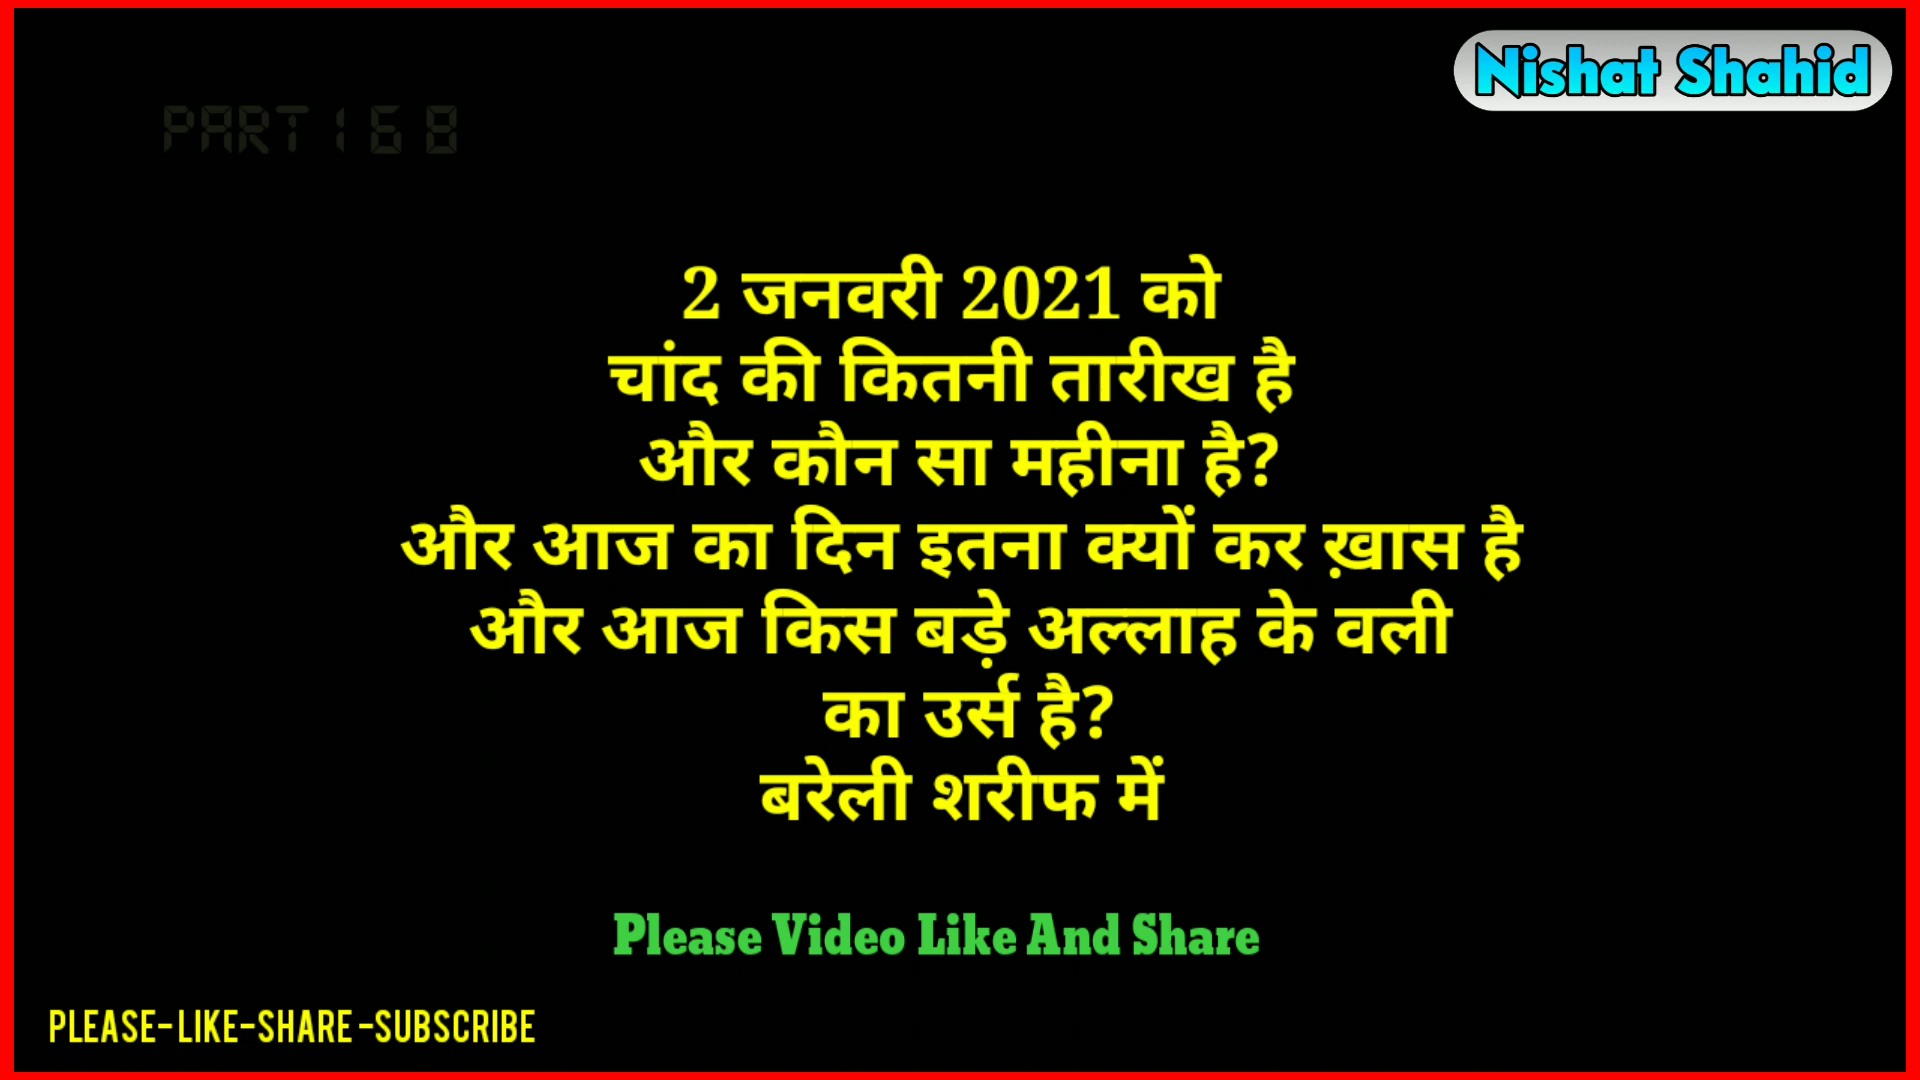 Nishat Shahid
PART 168
2 जनवरी 2021 को
चांद की कितनी तारीख है
और कौन सा महीना है?
और आज का दिन इतना क्यों कर ख़ास है
और आज किस बड़े अल्लाह के वली
का उर्स है?
बरेली शरीफ में
Please Video Like And Share
PLEASE-LIKE-SHARE-SUBSCRIBE